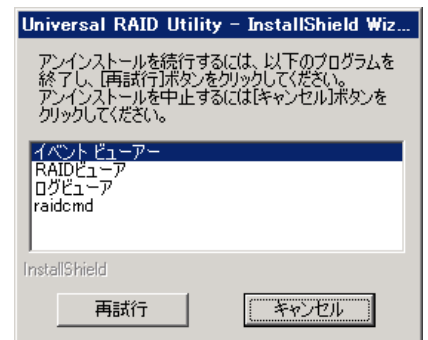 Universal RAID Utility - InstallShield Wiz...
アンインストールを続行するには、以下のプログラムを
終了し、[再試行]ボタンをクリックしてください。
アンインストールを中止するには[キャンセル]ボタンを
クリックしてください。
イベント ビューアー
RAIDビューア
ログビューア
raidcmd
InstallShield
再試行
キャンセル